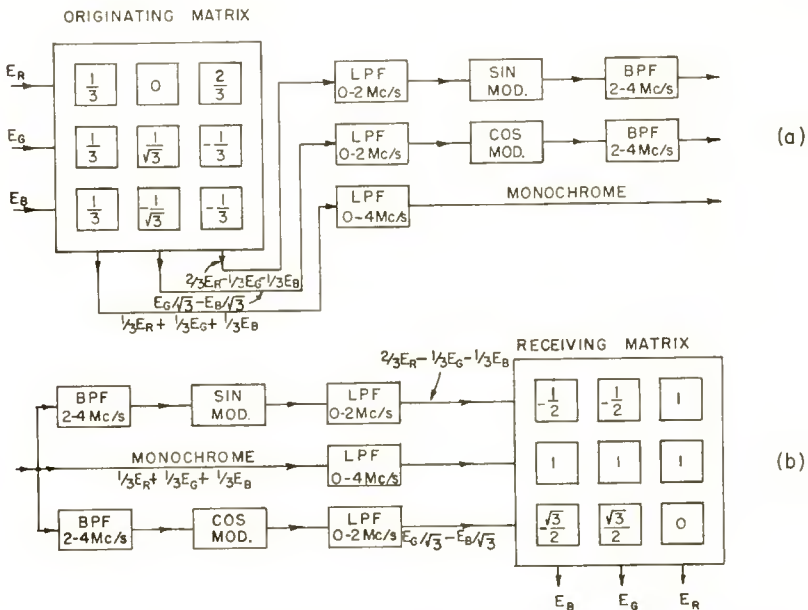 ORIGINATING MATRIX
E_R
1/3 0 2/3
LPF
0-2 Mc/s
SIN
MOD.
BPF
2-4 Mc/s
E_G
1/3 1/√3 -1/3
LPF
0-2 Mc/s
COS
MOD.
BPF
2-4 Mc/s
(a)
E_B
1/3 -1/√3 -1/3
LPF
0-4 Mc/s
MONOCHROME
2/3E_R-1/3E_G-1/3E_B
E_G/√3-E_B/√3
1/3E_R+1/3E_G+1/3E_B
RECEIVING MATRIX
2/3E_R-1/3E_G-1/3E_B
BPF
2-4 Mc/s
SIN
MOD.
LPF
0-2 Mc/s
-1/2 -1/2 1
MONOCHROME
1/3E_R+1/3E_G+1/3E_B
LPF
0-4 Mc/s
1 1 1
(b)
BPF
2-4 Mc/s
COS
MOD.
LPF
0-2 Mc/s
E_G/√3-E_B/√3
-√3/2 √3/2 0
E_B E_G E_R